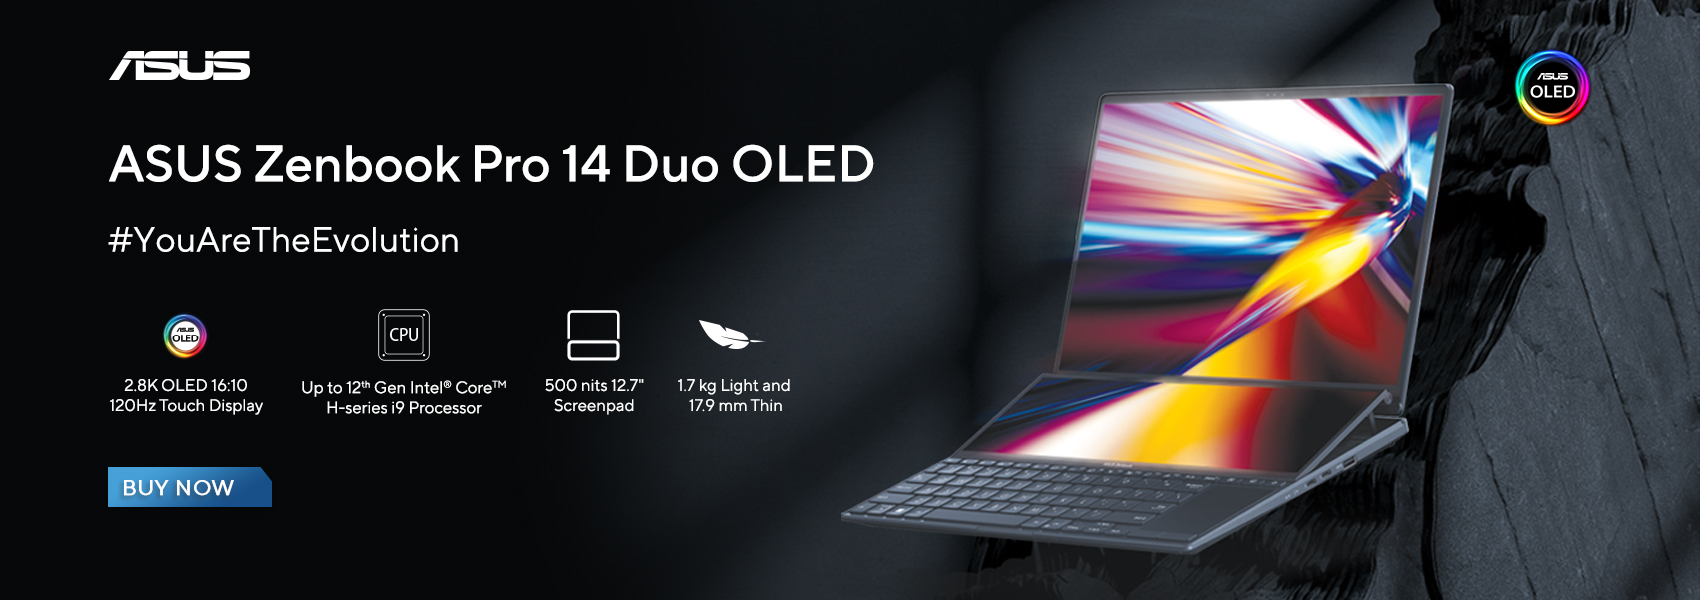 ASUS
ASUS Zenbook Pro 14 Duo OLED
#YouAreTheEvolution
ASUS
OLED
2.8K OLED 16:10
120Hz Touch Display
CPU
Up to 12th Gen Intel® Core™
H-series i9 Processor
500 nits 12.7"
Screenpad
1.7 kg Light and
17.9 mm Thin
BUY NOW
ASUS
OLED